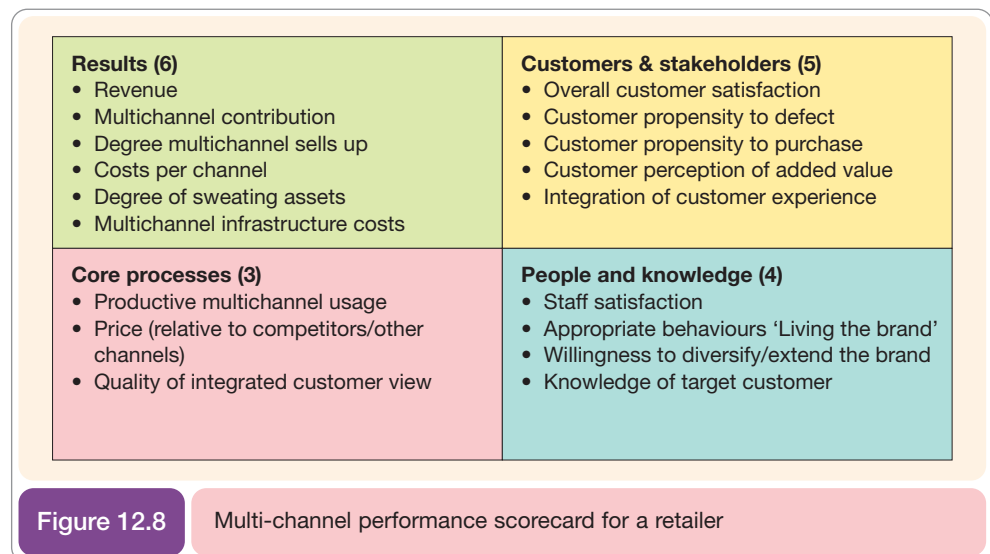 Results (6)
• Revenue
• Multichannel contribution
• Degree multichannel sells up
• Costs per channel
• Degree of sweating assets
• Multichannel infrastructure costs
Customers & stakeholders (5)
• Overall customer satisfaction
• Customer propensity to defect
• Customer propensity to purchase
• Customer perception of added value
• Integration of customer experience
Core processes (3)
• Productive multichannel usage
• Price (relative to competitors/other
channels)
• Quality of integrated customer view
People and knowledge (4)
• Staff satisfaction
• Appropriate behaviours ‘Living the brand’
• Willingness to diversify/extend the brand
• Knowledge of target customer
Figure 12.8
Multi-channel performance scorecard for a retailer